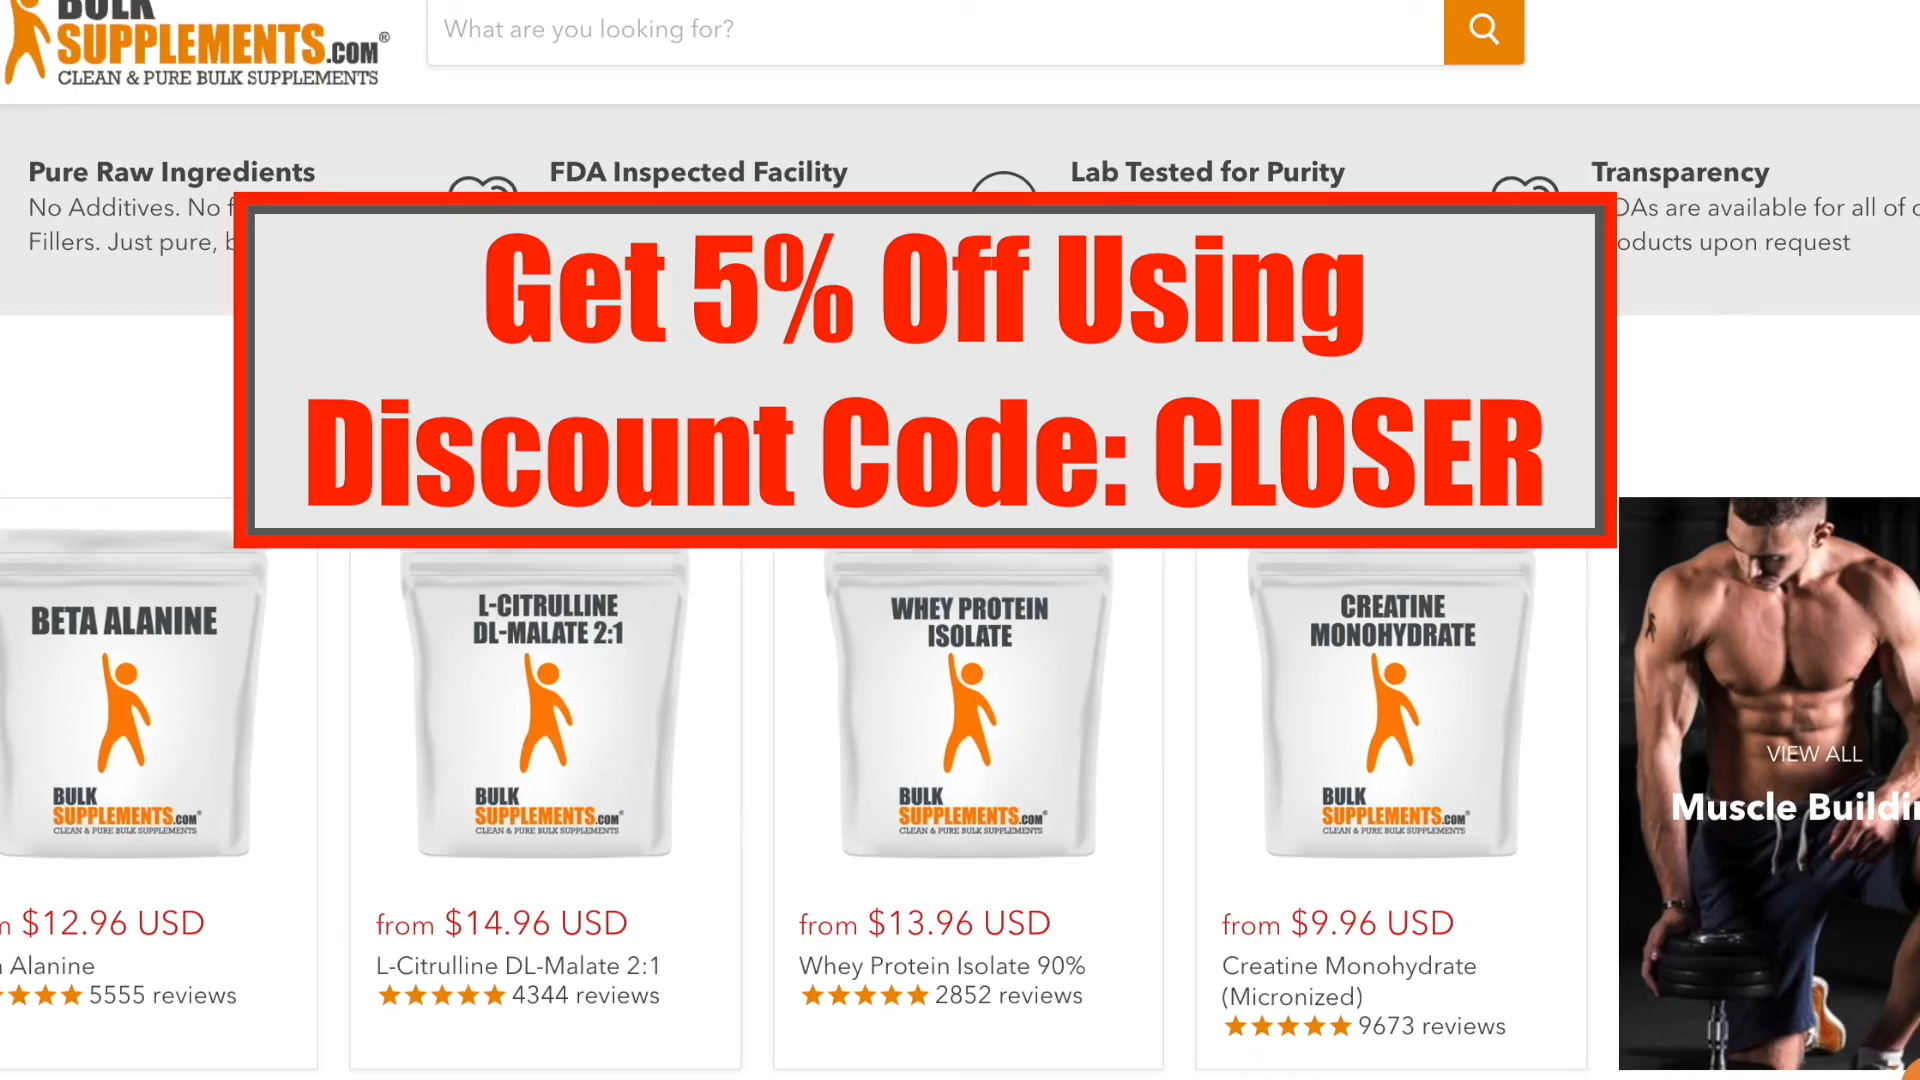 BULK
SUPPLEMENTS.COM®
CLEAN & PURE BULK SUPPLEMENTS
What are you looking for?
Pure Raw Ingredients
No Additives. No
Fillers. Just pure,
FDA Inspected Facility
Lab Tested for Purity
Transparency
are available for all of
upon request
Get 5% Off Using
Discount Code: CLOSER
BETA ALANINE
BULK
SUPPLEMENTS.COM®
CLEAN & PURE BULK SUPPLEMENTS
$12.96 USD
Alanine
5555 reviews
L-CITRULLINE
DL-MALATE 2:1
BULK
SUPPLEMENTS.COM®
CLEAN & PURE BULK SUPPLEMENTS
from $14.96 USD
L-Citrulline DL-Malate 2:1
4344 reviews
WHEY PROTEIN
ISOLATE
BULK
SUPPLEMENTS.COM®
CLEAN & PURE BULK SUPPLEMENTS
from $13.96 USD
Whey Protein Isolate 90%
2852 reviews
CREATINE
MONOHYDRATE
BULK
SUPPLEMENTS.COM®
CLEAN & PURE BULK SUPPLEMENTS
from $9.96 USD
Creatine Monohydrate
(Micronized)
9673 reviews
VIEW ALL
Muscle